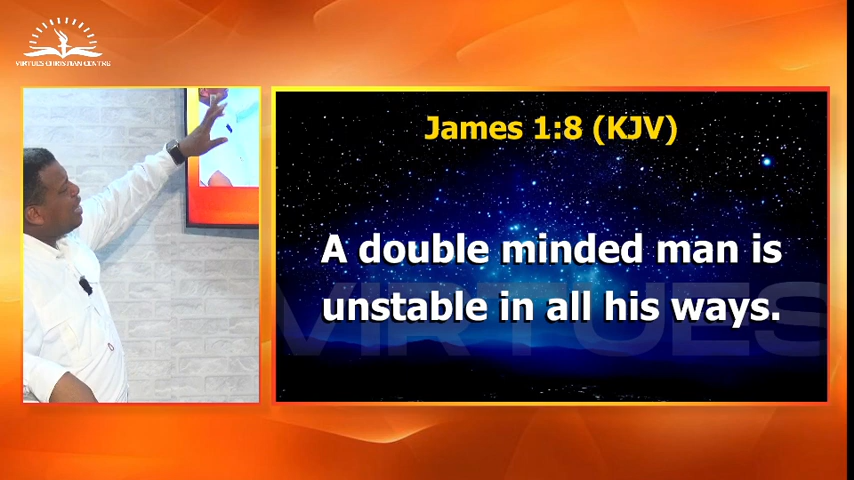 VIRTUES CHRISTIAN CENTRE
James 1:8 (KJV)
A double minded man is
unstable in all his ways.
VIRTUES